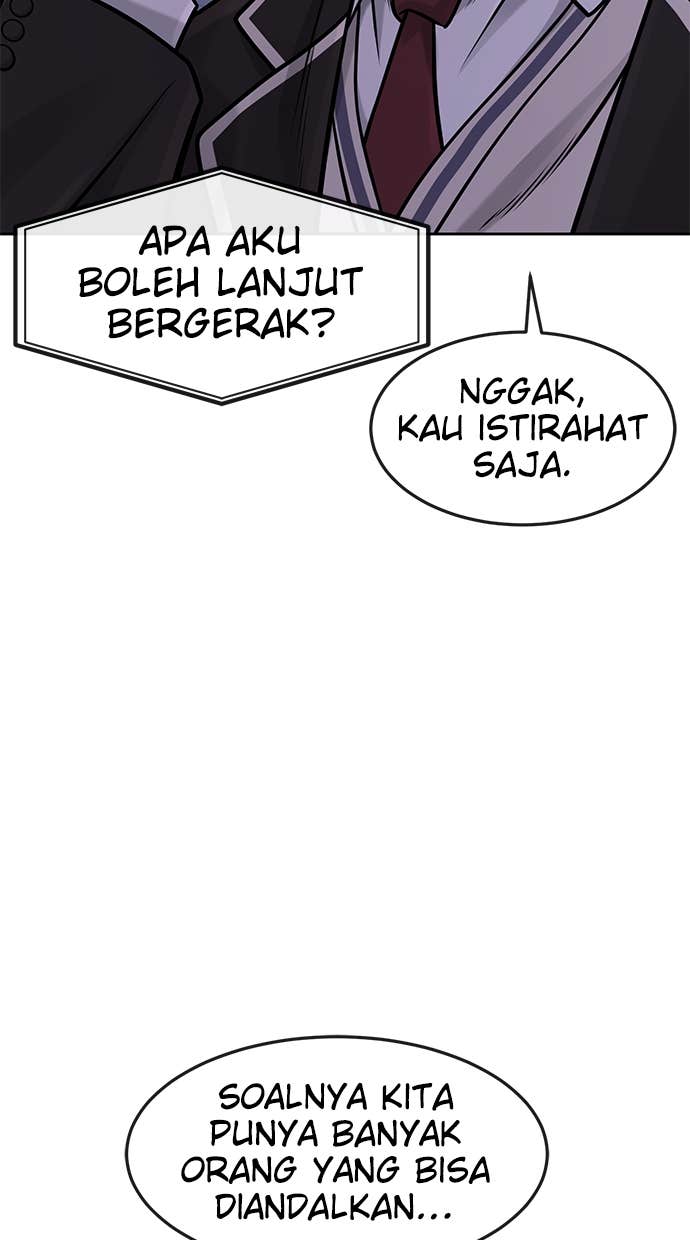 APA AKU
BOLEH LANJUT
BERGERAK?
NGGAK,
KAU ISTIRAHAT
SAJA.
SOALNYA KITA
PUNYA BANYAK
ORANG YANG BISA
DIANDALKAN...